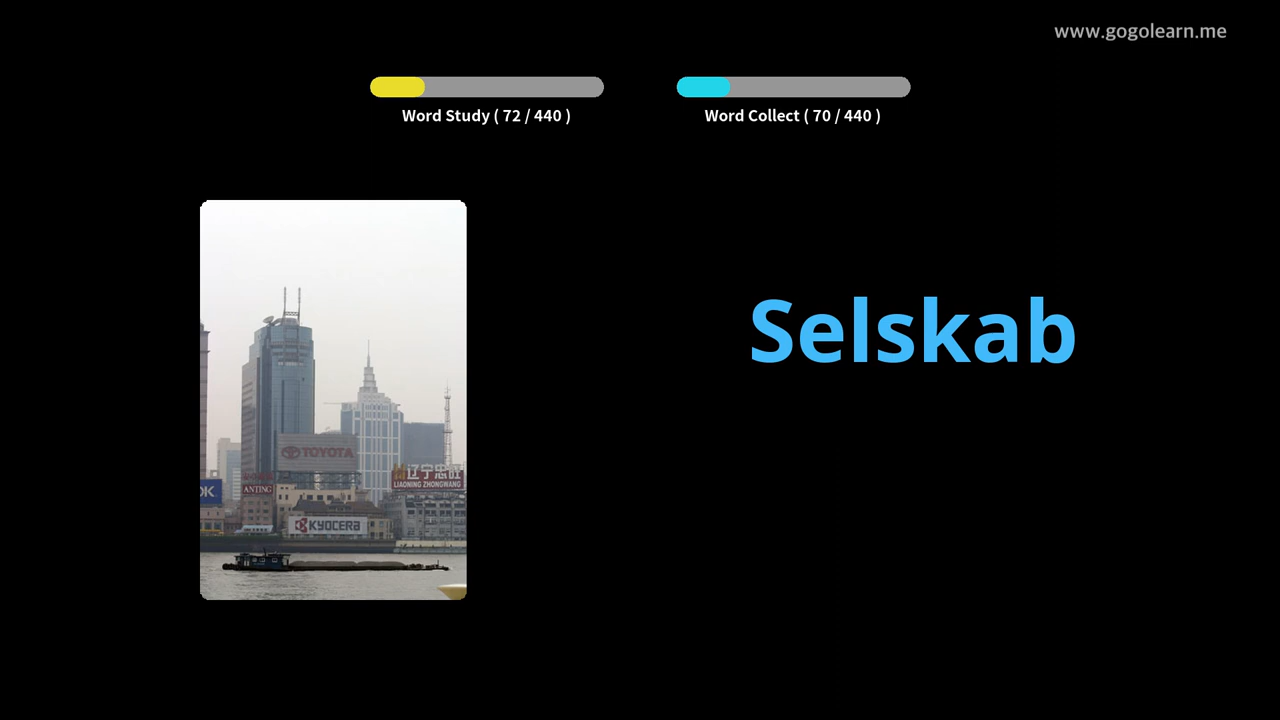 www.gogolearn.me
Word Study ( 72 / 440 )
Word Collect ( 70 / 440 )
Selskab
TOYOTA
辽宁忠旺
LIAONING ZHONGWANG
OK
ANTING
KYOCERA